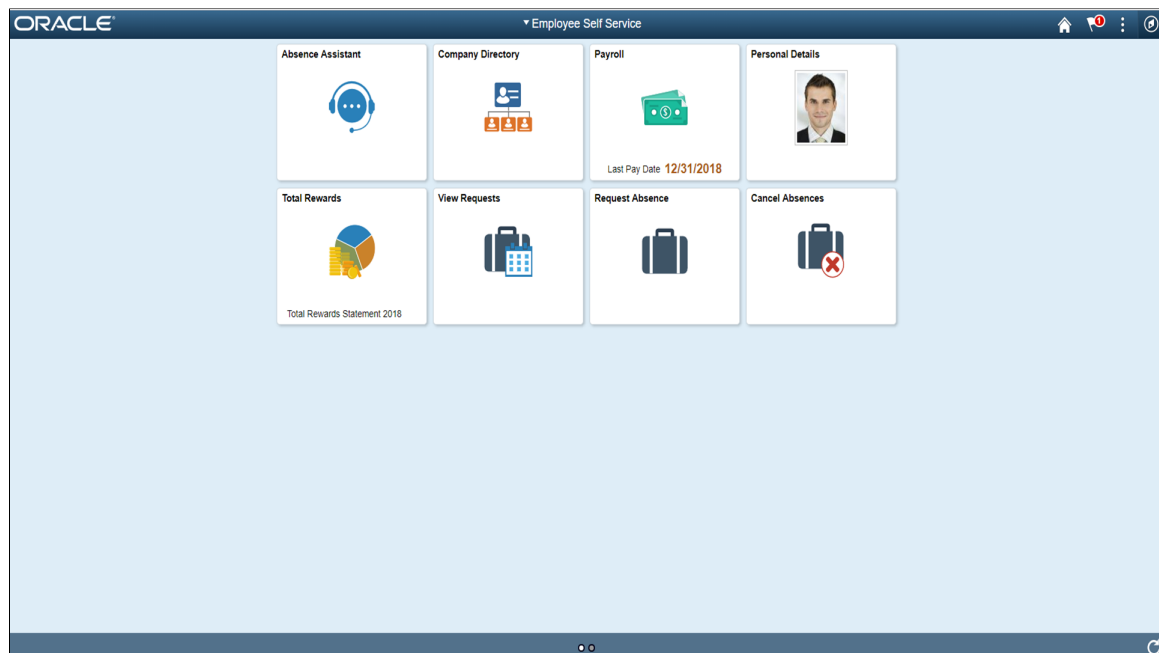 ORACLE®
Employee Self Service
1
Absence Assistant
Company Directory
Payroll
Personal Details
Last Pay Date 12/31/2018
Total Rewards
View Requests
Request Absence
Cancel Absences
Total Rewards Statement 2018